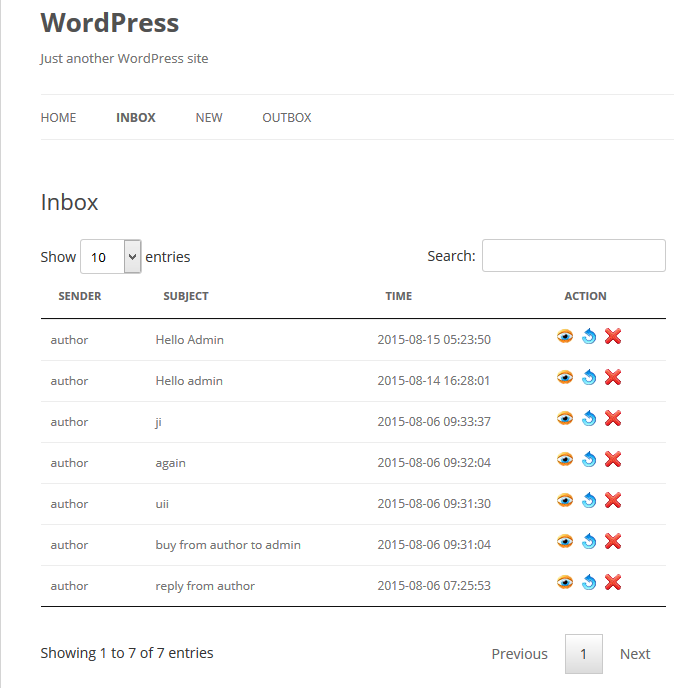 WordPress
Just another WordPress site
HOME INBOX NEW OUTBOX
Inbox
Show 10 entries Search:
SENDER SUBJECT TIME ACTION
author Hello Admin 2015-08-15 05:23:50
author Hello admin 2015-08-14 16:28:01
author ji 2015-08-06 09:33:37
author again 2015-08-06 09:32:04
author uii 2015-08-06 09:31:30
author buy from author to admin 2015-08-06 09:31:04
author reply from author 2015-08-06 07:25:53
Showing 1 to 7 of 7 entries Previous 1 Next